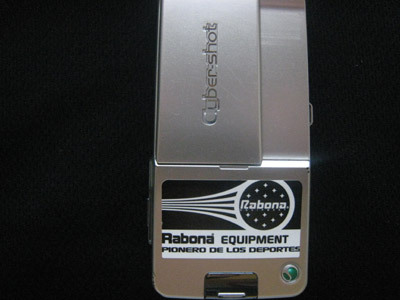 Cyber-shot
Rabona
Rabona EQUIPMENT
PIONERO DE LOS DEPORTES